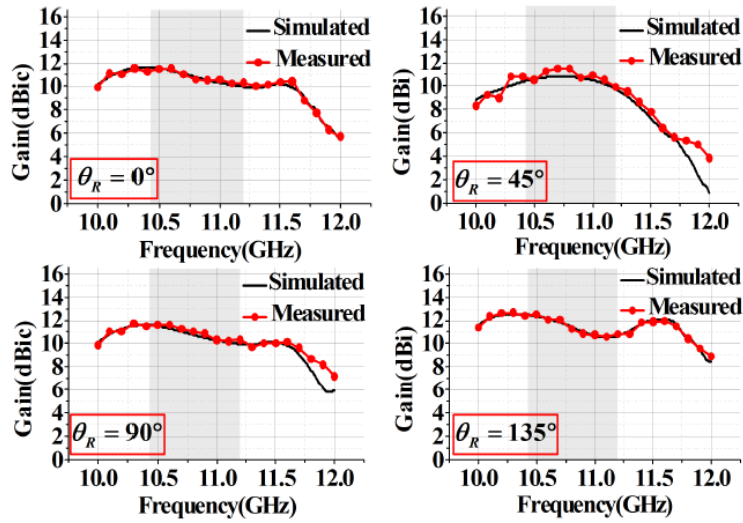 16
14
12
10
8
6
4
2
0
Gain(dBic)
Simulated
Measured
θR = 0°
10.0 10.5 11.0 11.5 12.0
Frequency(GHz)
16
14
12
10
8
6
4
2
0
Gain(dBi)
Simulated
Measured
θR = 45°
10.0 10.5 11.0 11.5 12.0
Frequency(GHz)
16
14
12
10
8
6
4
2
0
Gain(dBic)
Simulated
Measured
θR = 90°
10.0 10.5 11.0 11.5 12.0
Frequency(GHz)
16
14
12
10
8
6
4
2
0
Gain(dBi)
Simulated
Measured
θR = 135°
10.0 10.5 11.0 11.5 12.0
Frequency(GHz)